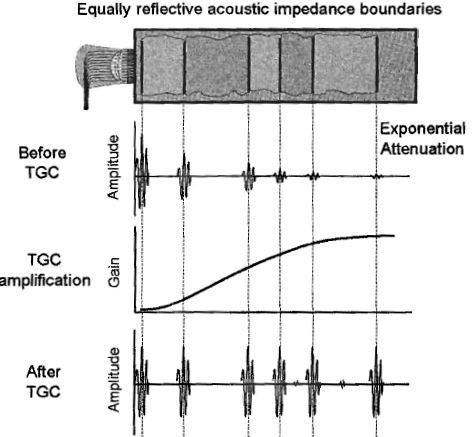 Equally reflective acoustic impedance boundaries
Exponential
Attenuation
Before
TGC
Amplitude
TGC
amplification
Gain
After
TGC
Amplitude